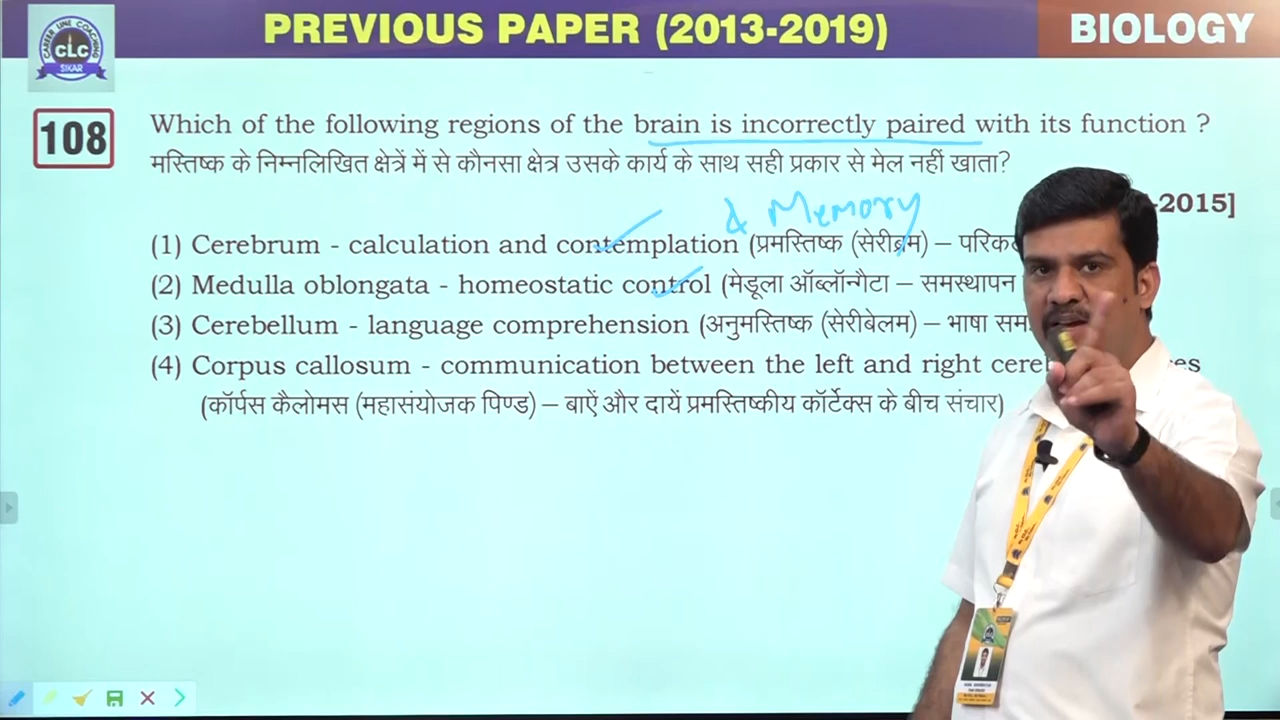 PREVIOUS PAPER (2013-2019)
BIOLOGY
CAREER LINE COACHING
CLC
SIKAR
108
Which of the following regions of the brain is incorrectly paired with its function ?
मस्तिष्क के निम्नलिखित क्षेत्रें में से कौनसा क्षेत्र उसके कार्य के साथ सही प्रकार से मेल नहीं खाता?
-2015]
& Memory
(1) Cerebrum - calculation and contemplation (प्रमस्तिष्क (सेरीब्रम) –
(2) Medulla oblongata - homeostatic control (मेडूला ऑब्लॉन्गैटा – समस्थापन
(3) Cerebellum - language comprehension (अनुमस्तिष्क (सेरीबेलम) – भाषा
(4) Corpus callosum - communication between the left and right
(कॉर्पस कैलोमस (महासंयोजक पिण्ड) – बाऐं और दायें प्रमस्तिष्कीय कॉर्टेक्स के बीच संचार)